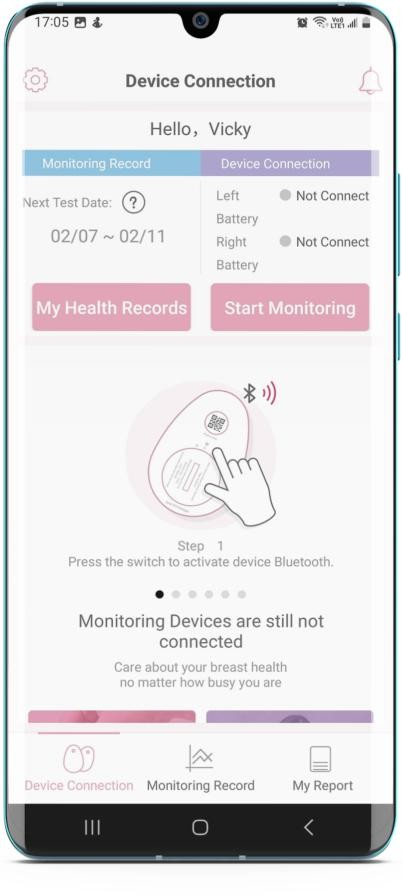 17:05
Vo))
LTE1
Device Connection
Hello, Vicky
Monitoring Record
Device Connection
Next Test Date: ?
02/07 ~ 02/11
Left
Not Connect
Battery
Right
Not Connect
Battery
My Health Records
Start Monitoring
Step 1
Press the switch to activate device Bluetooth.
Monitoring Devices are still not
connected
Care about your breast health
no matter how busy you are
Device Connection
Monitoring Record
My Report